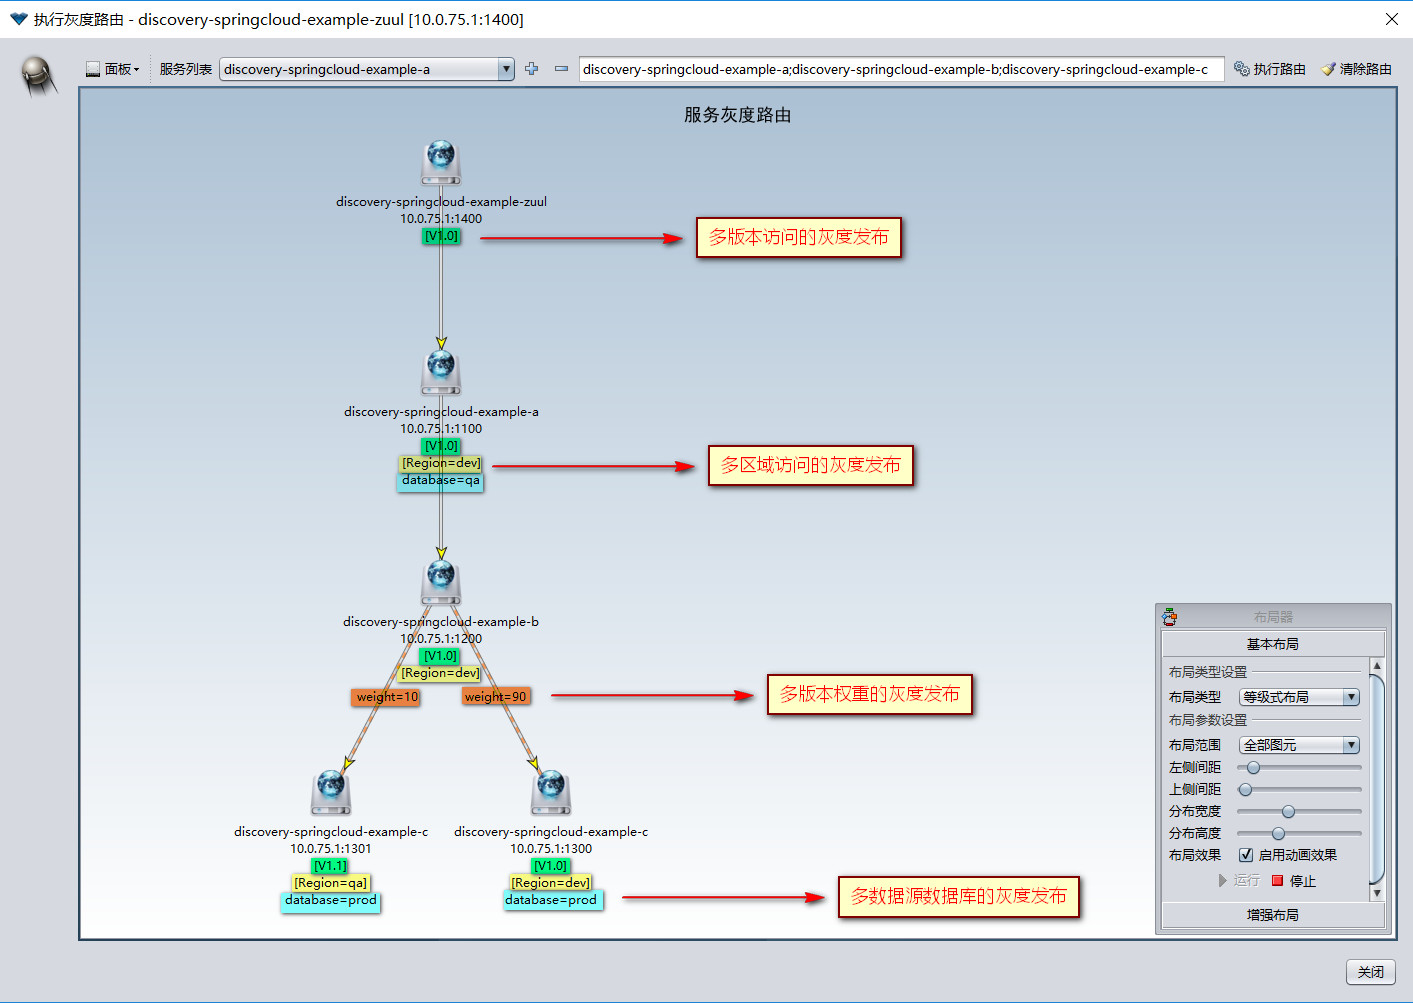 执行灰度路由 - discovery-springcloud-example-zuul [10.0.75.1:1400]
面板
服务列表
discovery-springcloud-example-a
discovery-springcloud-example-a;discovery-springcloud-example-b;discovery-springcloud-example-c
执行路由
清除路由
服务灰度路由
discovery-springcloud-example-zuul
10.0.75.1:1400
[V1.0]
多版本访问的灰度发布
discovery-springcloud-example-a
10.0.75.1:1100
[V1.0]
[Region=dev]
database=qa
多区域访问的灰度发布
discovery-springcloud-example-b
10.0.75.1:1200
[V1.0]
[Region=dev]
weight=10
weight=90
多版本权重的灰度发布
discovery-springcloud-example-c
10.0.75.1:1301
[V1.1]
[Region=qa]
database=prod
discovery-springcloud-example-c
10.0.75.1:1300
[V1.0]
[Region=dev]
database=prod
多数据源数据库的灰度发布
布局器
基本布局
布局类型设置
布局类型
等级式布局
布局参数设置
布局范围
全部图元
左侧间距
上侧间距
分布宽度
分布高度
布局效果
启用动画效果
运行
停止
增强布局
关闭